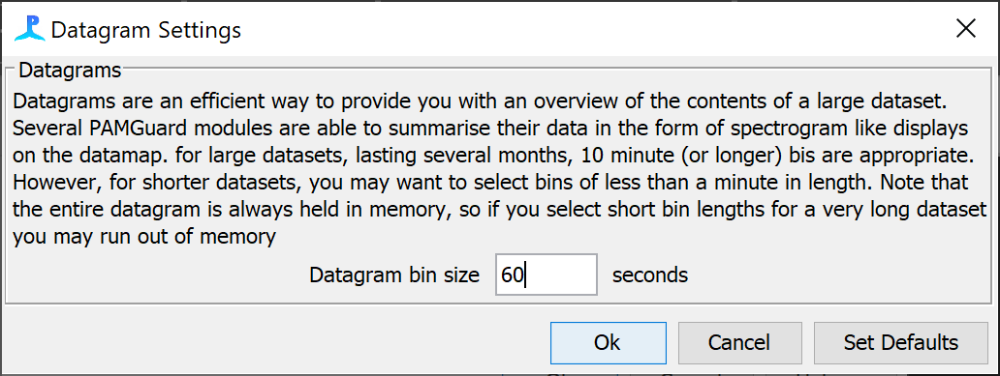 Datagram Settings
Datagrams
Datagrams are an efficient way to provide you with an overview of the contents of a large dataset.
Several PAMGuard modules are able to summarise their data in the form of spectrogram like displays
on the datamap. for large datasets, lasting several months, 10 minute (or longer) bis are appropriate.
However, for shorter datasets, you may want to select bins of less than a minute in length. Note that
the entire datagram is always held in memory, so if you select short bin lengths for a very long dataset
you may run out of memory
Datagram bin size 60 seconds
Ok Cancel Set Defaults